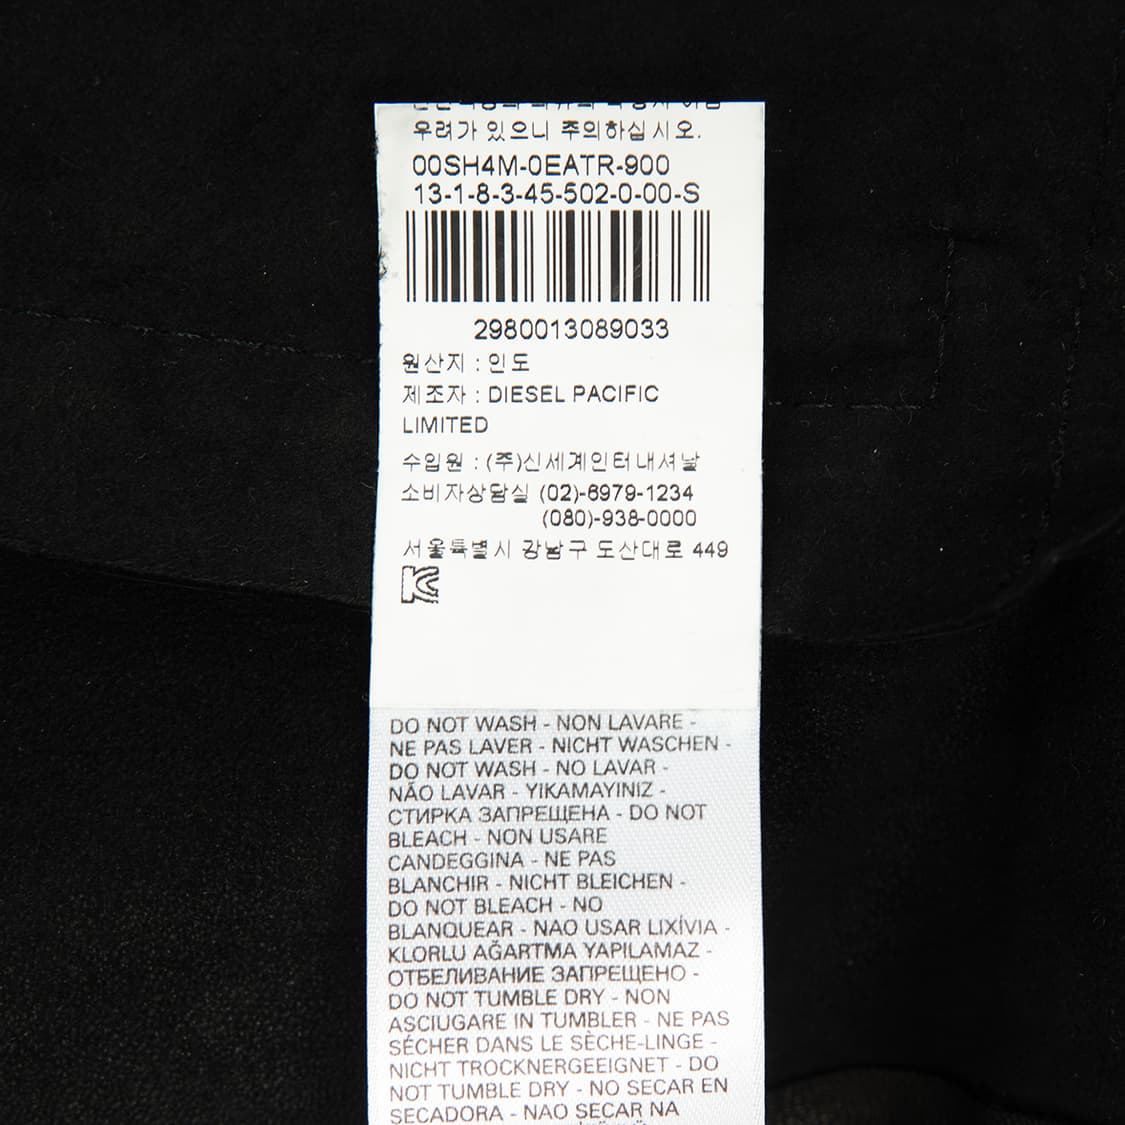 우려가 있으니 주의하십시오.
00SH4M-0EATR-900
13-1-8-3-45-502-0-00-S
2980013089033
원산지 : 인도
제조자 : DIESEL PACIFIC
LIMITED
수입원 : (주)신세계인터내셔날
소비자상담실 (02)-6979-1234
(080)-938-0000
서울특별시 강남구 도산대로 449
DO NOT WASH - NON LAVARE -
NE PAS LAVER - NICHT WASCHEN -
DO NOT WASH - NO LAVAR -
NÃO LAVAR - YIKAMAYINIZ -
СТИРКА ЗАПРЕЩЕНА - DO NOT
BLEACH - NON USARE
CANDEGGINA - NE PAS
BLANCHIR - NICHT BLEICHEN -
DO NOT BLEACH - NO
BLANQUEAR - NAO USAR LIXÍVIA -
KLORLU AĞARTMA YAPILAMAZ -
ОТБЕЛИВАНИЕ ЗАПРЕЩЕНО -
DO NOT TUMBLE DRY - NON
ASCIUGARE IN TUMBLER - NE PAS
SÉCHER DANS LE SÈCHE-LINGE -
NICHT TROCKNERGEEIGNET - DO
NOT TUMBLE DRY - NO SECAR EN
SECADORA - NAO SECAR NA